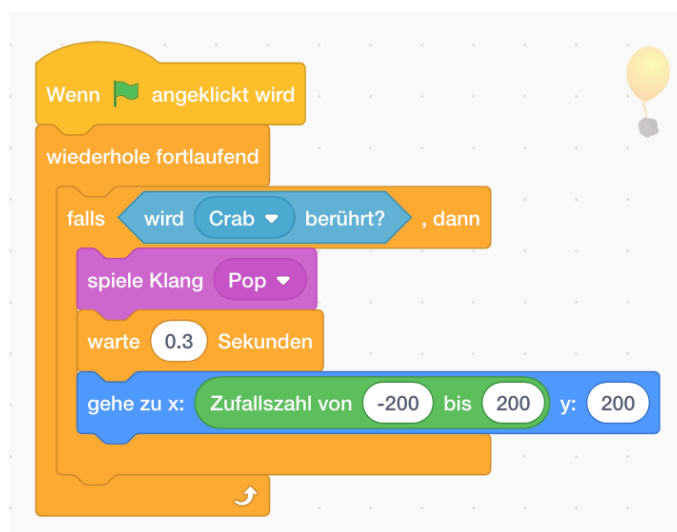 Wenn angeklickt wird
wiederhole fortlaufend
falls wird Crab berührt? , dann
spiele Klang Pop
warte 0.3 Sekunden
gehe zu x: Zufallszahl von -200 bis 200 y: 200